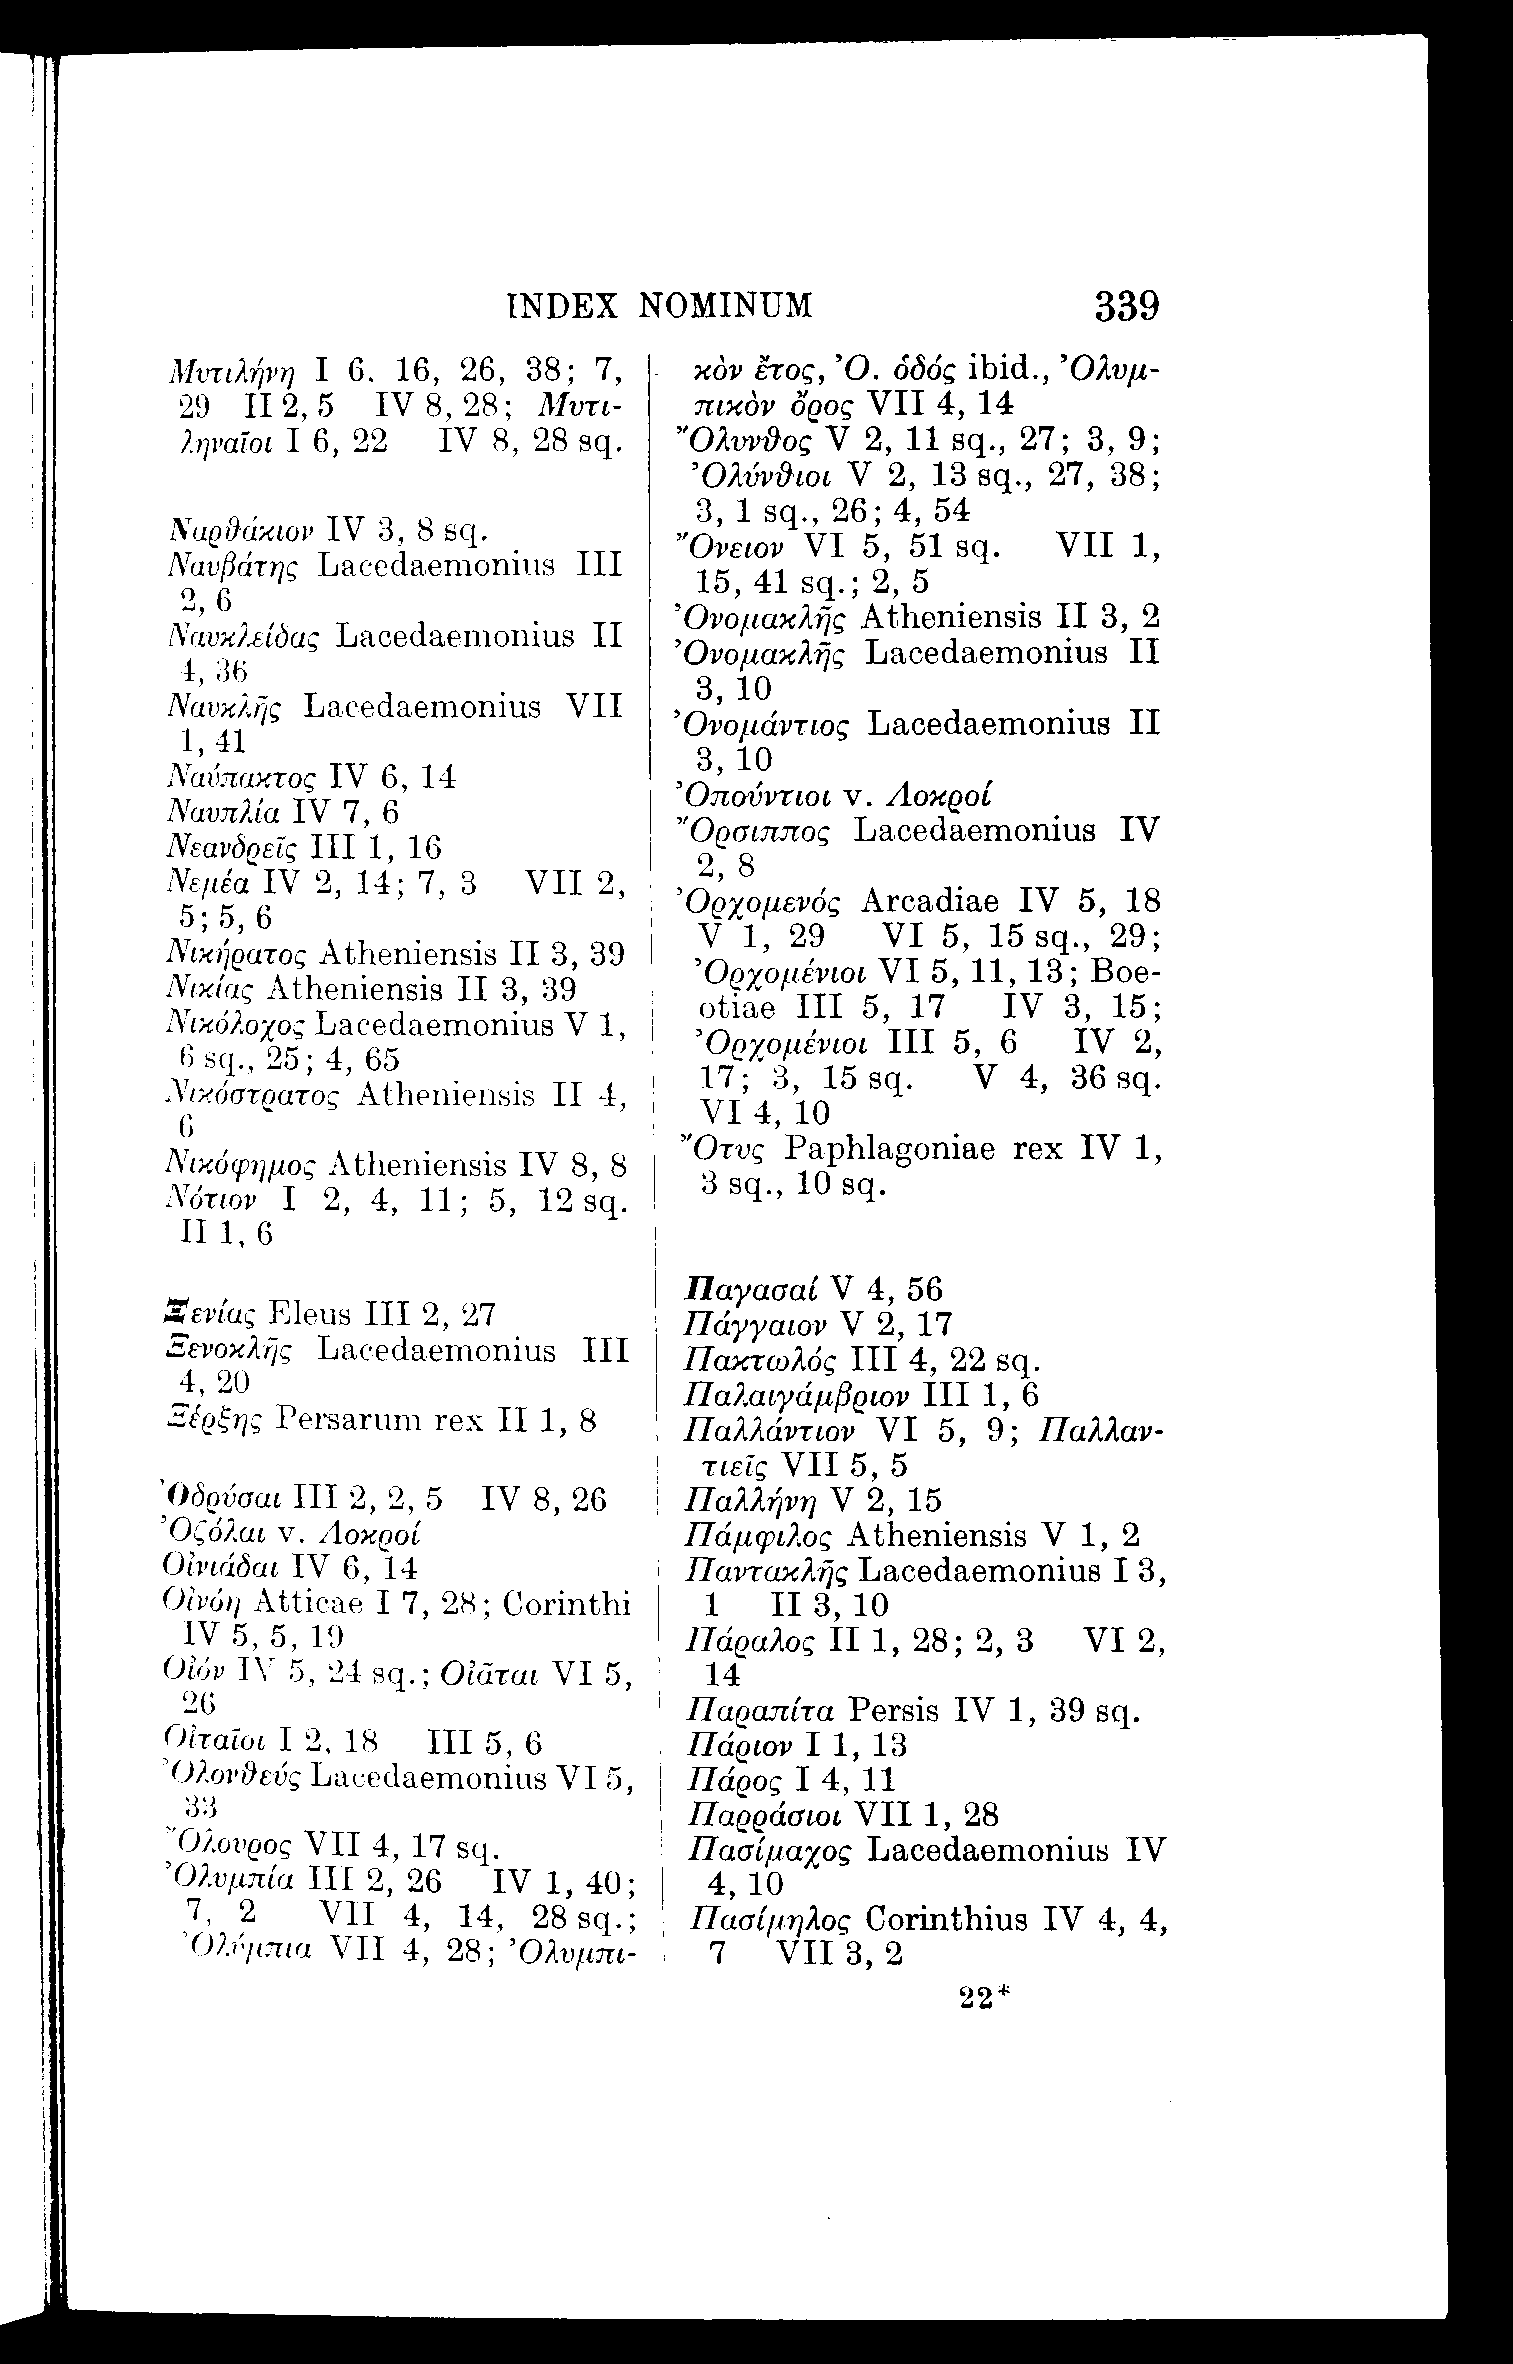 INDEX NOMINUM 339
Μυτιλήνη I 6. 16, 26, 38; 7,
29 II 2, 5 IV 8, 28; Μυτι-
ληναῖοι I 6, 22 IV 8, 28 sq.
Ναρθάκιον IV 3, 8 sq.
Ναυβάτης Lacedaemonius III
2, 6
Ναυκλείδας Lacedaemonius II
4, 36
Ναυκλῆς Lacedaemonius VII
1, 41
Ναύπακτος IV 6, 14
Ναυπλία IV 7, 6
Νεανδρεῖς III 1, 16
Νεμέα IV 2, 14; 7, 3 VII 2,
5; 5, 6
Νικήρατος Atheniensis II 3, 39
Νικίας Atheniensis II 3, 39
Νικόλοχος Lacedaemonius V 1,
6 sq., 25; 4, 65
Νικόστρατος Atheniensis II 4,
6
Νικόφημος Atheniensis IV 8, 8
Νότιον I 2, 4, 11; 5, 12 sq.
II 1, 6
Ξενίας Eleus III 2, 27
Ξενοκλῆς Lacedaemonius III
4, 20
Ξέρξης Persarum rex II 1, 8
Ὀδρύσαι III 2, 2, 5 IV 8, 26
Ὀζόλαι v. Λοκροί
Οἰνιάδαι IV 6, 14
Οἰνόη Atticae I 7, 28; Corinthi
IV 5, 5, 19
Οἰόν IV 5, 24 sq.; Οἰᾶται VI 5,
26
Οἰταῖοι I 2, 18 III 5, 6
Ὀλονθεύς Lacedaemonius VI 5,
33
Ὄλουρος VII 4, 17 sq.
Ὀλυμπία III 2, 26 IV 1, 40;
7, 2 VII 4, 14, 28 sq.;
Ὀλύμπια VII 4, 28; Ὀλυμπι-
κὸν ἔτος, Ὀ. ὁδός ibid., Ὀλυμ-
πικὸν ὄρος VII 4, 14
Ὄλυνθος V 2, 11 sq., 27; 3, 9;
Ὀλύνθιοι V 2, 13 sq., 27, 38;
3, 1 sq., 26; 4, 54
Ὄνειον VI 5, 51 sq. VII 1,
15, 41 sq.; 2, 5
Ὀνομακλῆς Atheniensis II 3, 2
Ὀνομακλῆς Lacedaemonius II
3, 10
Ὀνομάντιος Lacedaemonius II
3, 10
Ὀπούντιοι v. Λοκροί
Ὄρσιππος Lacedaemonius IV
2, 8
Ὀρχομενός Arcadiae IV 5, 18
V 1, 29 VI 5, 15 sq., 29;
Ὀρχομένιοι VI 5, 11, 13; Boe-
otiae III 5, 17 IV 3, 15;
Ὀρχομένιοι III 5, 6 IV 2,
17; 3, 15 sq. V 4, 36 sq.
VI 4, 10
Ὄτυς Paphlagoniae rex IV 1,
3 sq., 10 sq.
Παγασαί V 4, 56
Πάγγαιον V 2, 17
Πακτωλός III 4, 22 sq.
Παλαιγάμβριον III 1, 6
Παλλάντιον VI 5, 9; Παλλαν-
τιεῖς VII 5, 5
Παλλήνη V 2, 15
Πάμφιλος Atheniensis V 1, 2
Παντακλῆς Lacedaemonius I 3,
1 II 3, 10
Πάραλος II 1, 28; 2, 3 VI 2,
14
Παραπίτα Persis IV 1, 39 sq.
Πάριον I 1, 13
Πάρος I 4, 11
Παρράσιοι VII 1, 28
Πασίμαχος Lacedaemonius IV
4, 10
Πασίμηλος Corinthius IV 4, 4,
7 VII 3, 2
22*